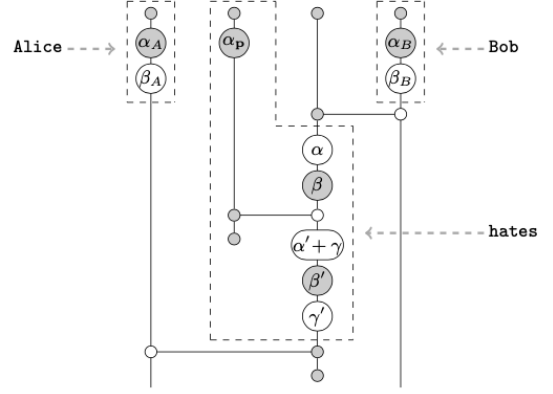 α_A α_p α_B
Alice Bob
β_A β_B
α
β
hates
α′ + γ
β′
γ′